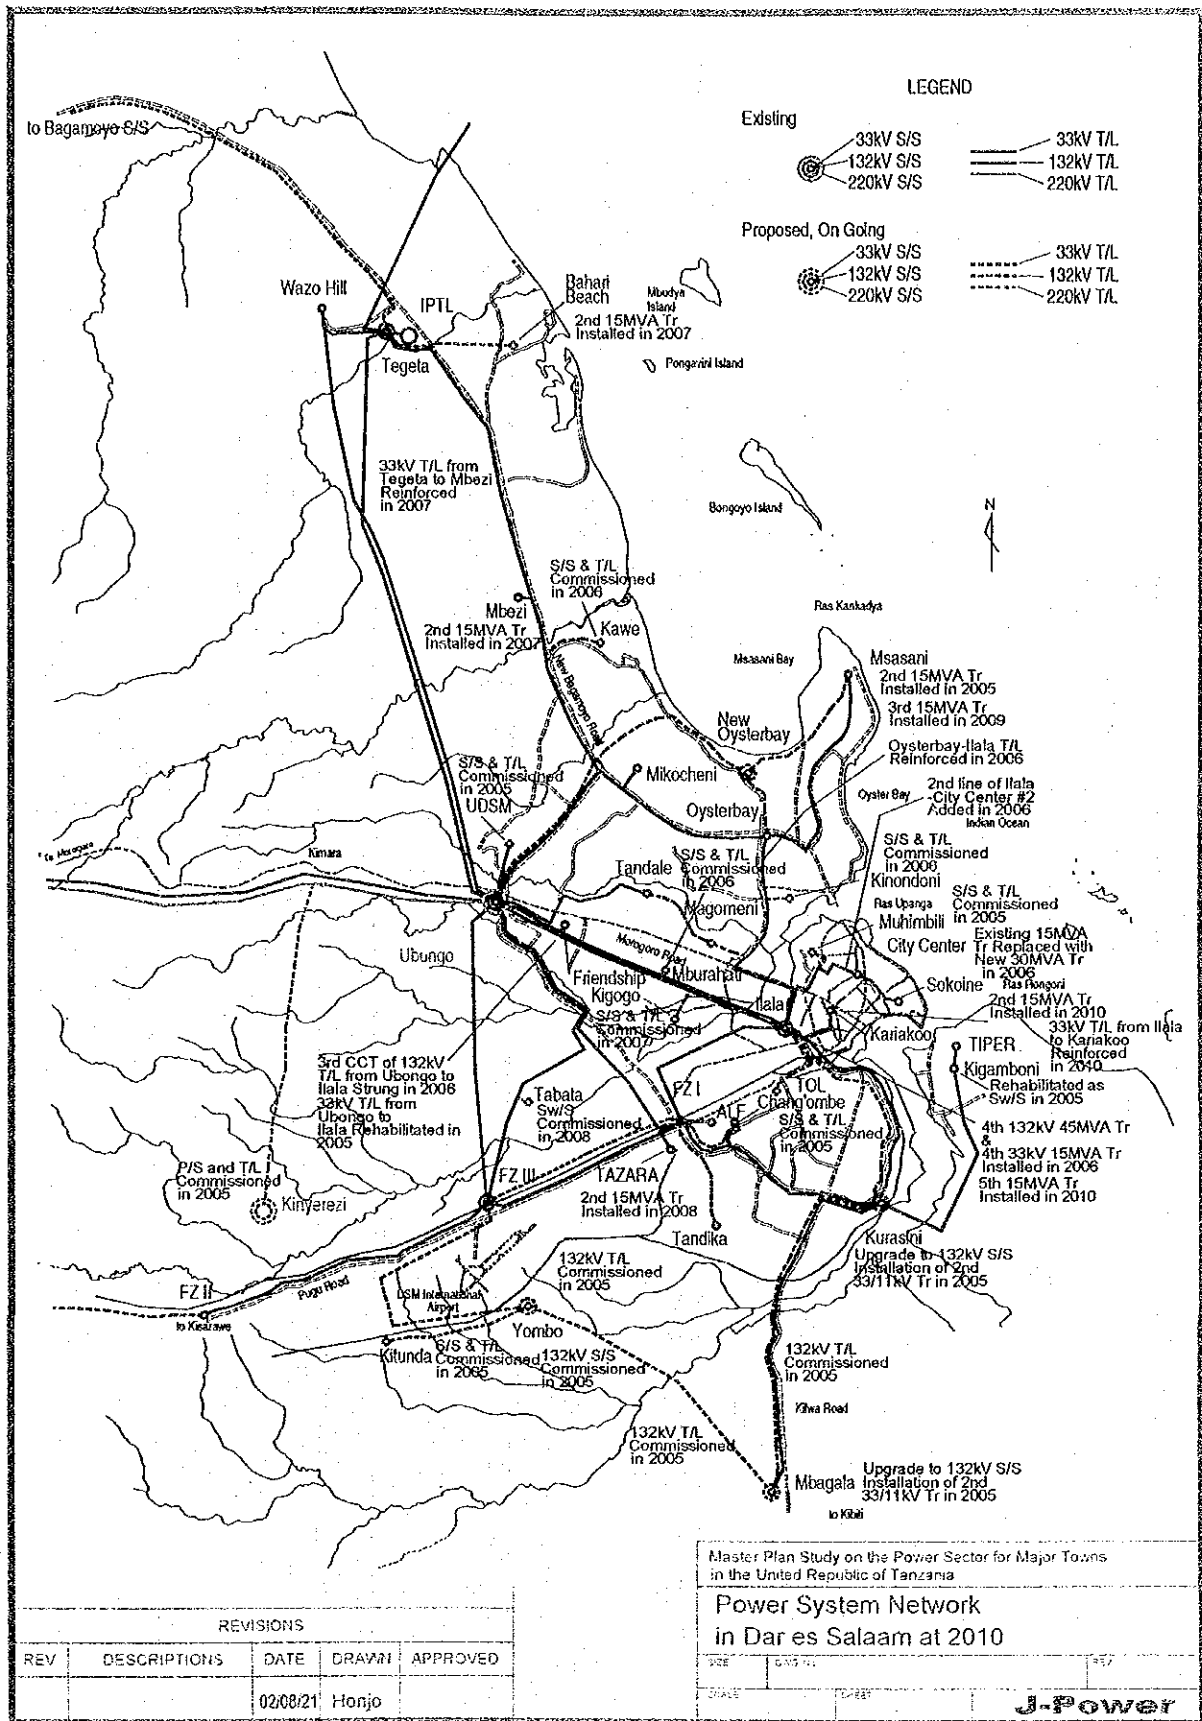 LEGEND
Existing
33kV S/S
132kV S/S
220kV S/S
33kV T/L
132kV T/L
220kV T/L
Proposed, On Going
33kV S/S
132kV S/S
220kV S/S
33kV T/L
132kV T/L
220kV T/L
to Bagamoyo S/S
Wazo Hill
IPTL
Tegeta
Bahari
Beach
2nd 15MVA Tr
Installed in 2007
Mbudya
Island
Pongavini Island
33kV T/L from
Tegeta to Mbezi
Reinforced
in 2007
Bongoyo Island
N
S/S & T/L
Commissioned
in 2006
Mbezi
2nd 15MVA Tr
Installed in 2007
Kawe
New Bagamoyo Road
Ras Kankadya
Msasani Bay
Msasani
2nd 15MVA Tr
Installed in 2005
3rd 15MVA Tr
Installed in 2009
New
Oysterbay
Oysterbay-Ilala T/L
Reinforced in 2006
S/S & T/L
Commissioned
in 2005
UDSM
Mikocheni
Oysterbay
Oyster Bay
2nd line of Ilala
-City Center #2
Added in 2006
Indian Ocean
To Morogoro
Kimara
Tandale
S/S & T/L
Commissioned
in 2006
Magomeni
S/S & T/L
Commissioned
in 2006
Kinondoni
Ras Upanga
Muhimbili
S/S & T/L
Commissioned
in 2005
City Center
Existing 15MVA
Tr Replaced with
New 30MVA Tr
in 2006
Ubungo
Morogoro Road
Friendship
Mburahati
Kigogo
S/S & T/L
Commissioned
in 2007
Ilala
Sokoine
Ras Rongori
2nd 15MVA Tr
Installed in 2010
Kariakoo
33kV T/L from Ilala
to Kariakoo
Reinforced
in 2010
TIPER
Kigamboni
Rehabilitated as
Sw/S in 2005
3rd CCT of 132kV
T/L from Ubongo to
Ilala Strung in 2006
33kV T/L from
Ubongo to
Ilala Rehabilitated in
2005
Tabala
Sw/S
Commissioned
in 2008
FZ I
ALF
TOL
Chang'ombe
S/S & T/L
Commissioned
in 2005
4th 132kV 45MVA Tr
&
4th 33kV 15MVA Tr
Installed in 2006
5th 15MVA Tr
Installed in 2010
P/S and T/L
Commissioned
in 2005
Kinyerezi
FZ III
TAZARA
2nd 15MVA Tr
Installed in 2008
Tandika
Kurasini
Upgrade to 132kV S/S
Installation of 2nd
33/11kV Tr in 2005
FZ II
Pugu Road
to Kisarawe
132kV T/L
Commissioned
in 2005
DSM International
Airport
Yombo
Kitunda
S/S & T/L
Commissioned
in 2005
132kV S/S
Commissioned
in 2005
132kV T/L
Commissioned
in 2005
Kilwa Road
132kV T/L
Commissioned
in 2005
Mbagala
Upgrade to 132kV S/S
Installation of 2nd
33/11kV Tr in 2005
to Kibiti
Master Plan Study on the Power Sector for Major Towns
in the United Republic of Tanzania
Power System Network
in Dar es Salaam at 2010
SIZE
REV
SCALE
SHEET
J-Power
REVISIONS
REV
DESCRIPTIONS
DATE
DRAWN
APPROVED
02/08/21
Honjo